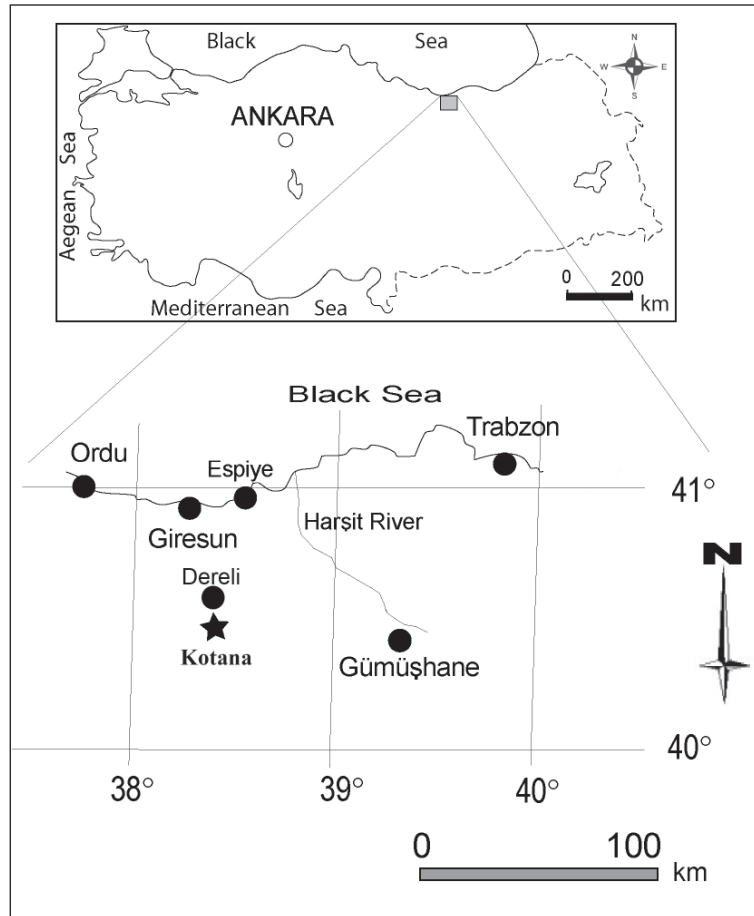 Black Sea
N
W E
S
ANKARA
Aegean Sea
0 200
km
Mediterranean Sea
Black Sea
Trabzon
Ordu
Espiye
41°
Harşit River
Giresun
N
Dereli
Kotana
Gümüşhane
40°
38° 39° 40°
0 100
km